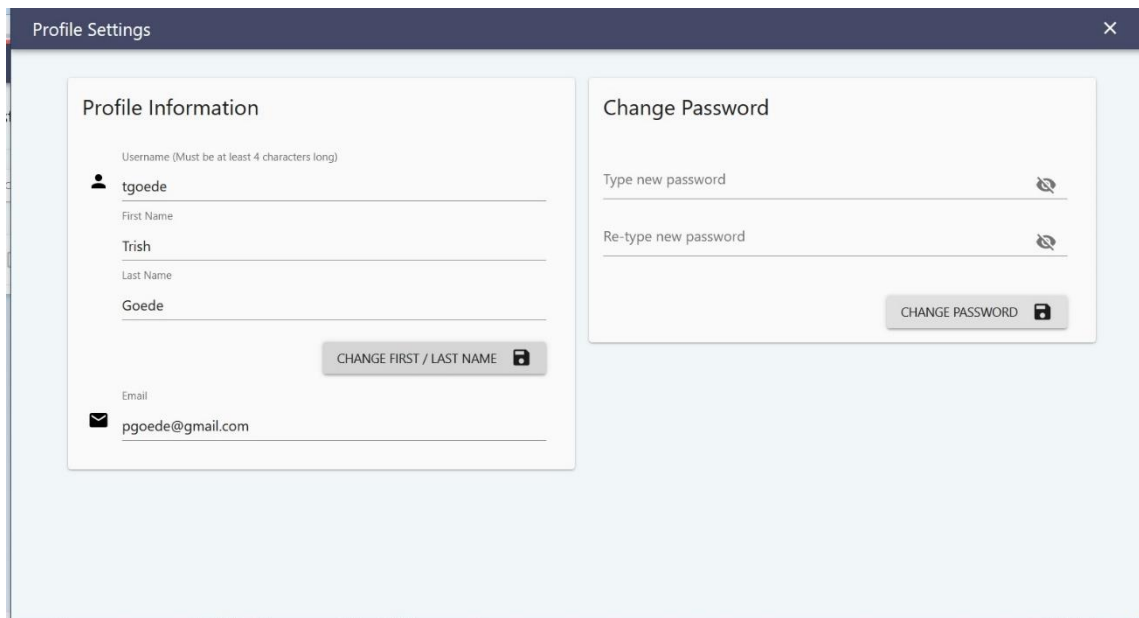 Profile Settings
Profile Information
Username (Must be at least 4 characters long)
tgoede
First Name
Trish
Last Name
Goede
CHANGE FIRST / LAST NAME
Email
pgoede@gmail.com
Change Password
Type new password
Re-type new password
CHANGE PASSWORD